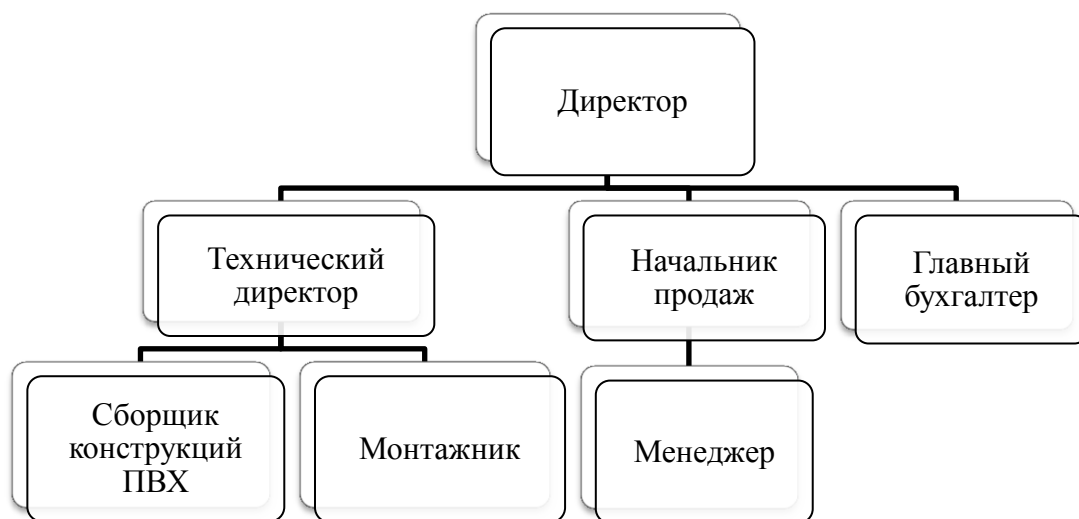 Директор
Технический
директор
Начальник
продаж
Главный
бухгалтер
Сборщик
конструкций
ПВХ
Монтажник
Менеджер